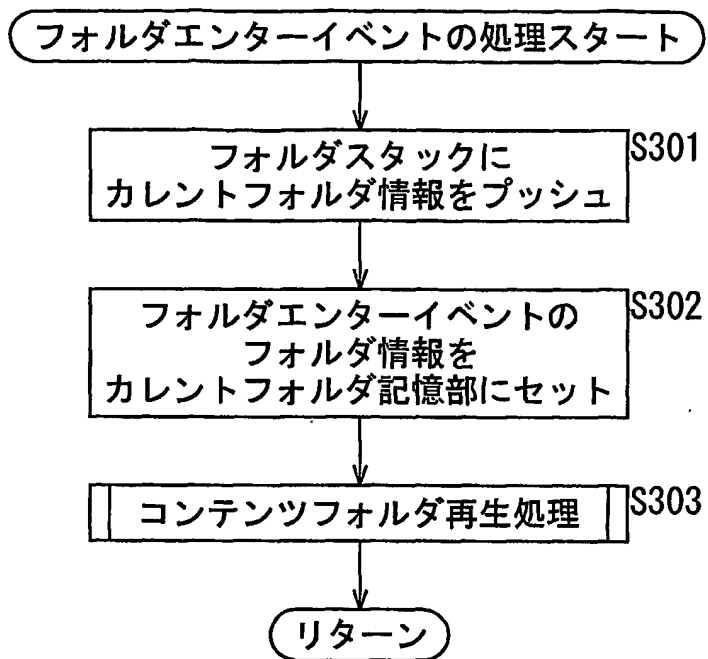 フォルダエンターイベントの処理スタート
フォルダスタックに
カレントフォルダ情報をプッシュ
S301
フォルダエンターイベントの
フォルダ情報を
カレントフォルダ記憶部にセット
S302
コンテンツフォルダ再生処理
S303
リターン